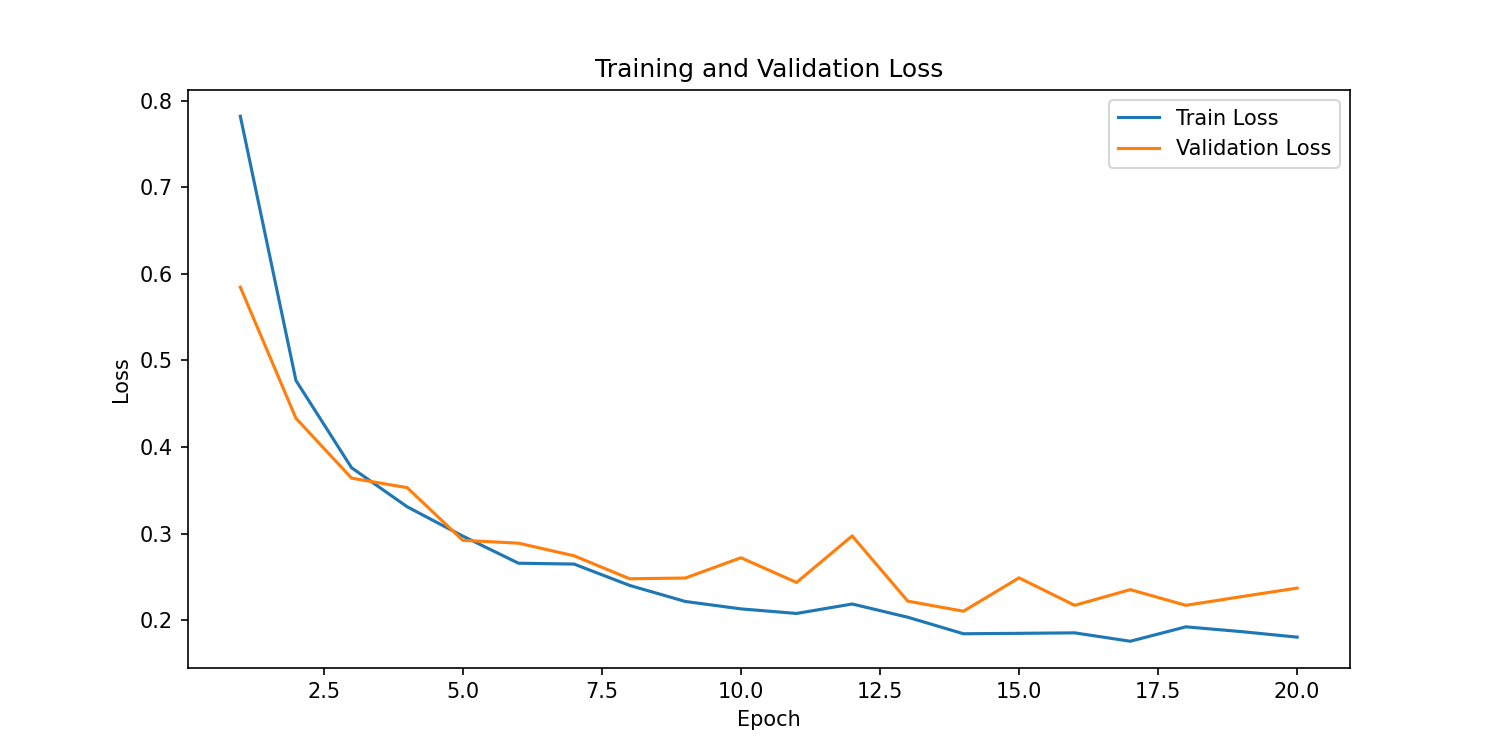 Training and Validation Loss
Train Loss
Validation Loss
0.8
0.7
0.6
0.5
0.4
0.3
0.2
Loss
2.5 5.0 7.5 10.0 12.5 15.0 17.5 20.0
Epoch